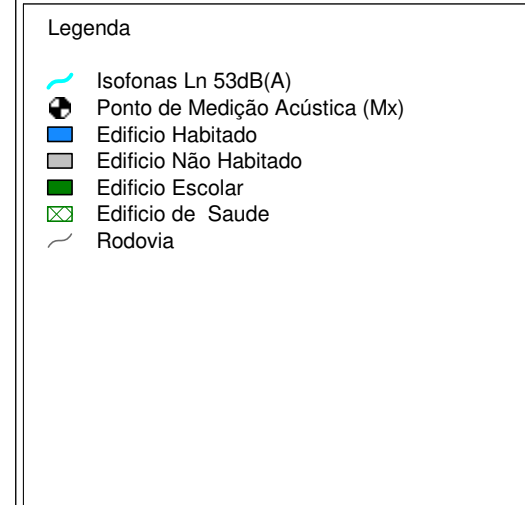 Legenda
Isofonas Ln 53dB(A)
Ponto de Medição Acústica (Mx)
Edificio Habitado
Edificio Não Habitado
Edificio Escolar
Edificio de Saude
Rodovia